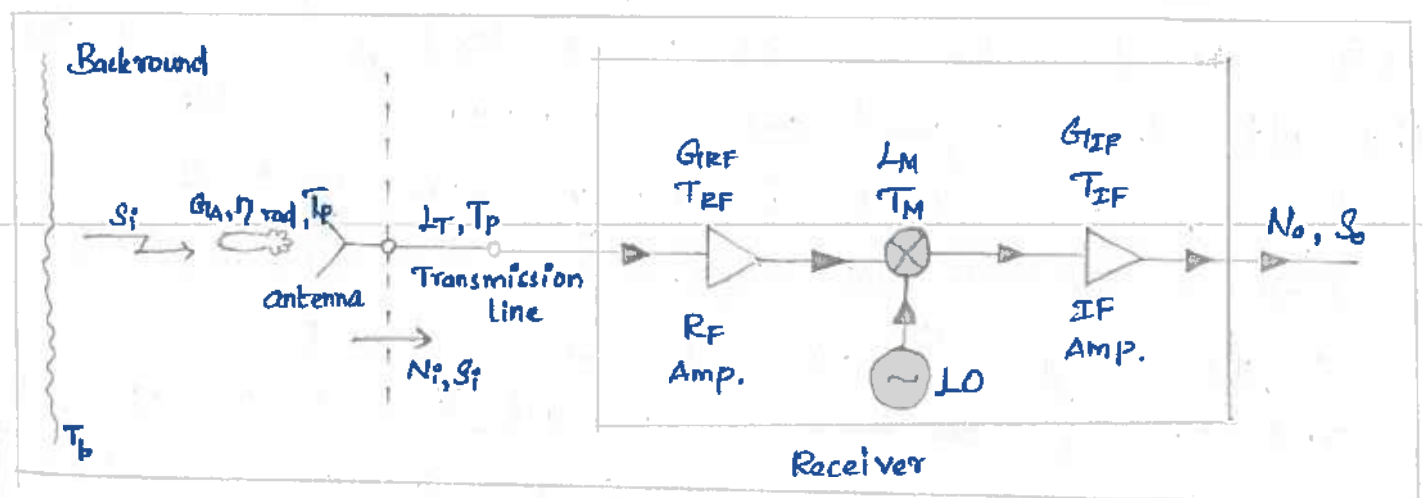 Backround
Si
GA, η rad, Tp
antenna
LT, Tp
Transmission
Line
Ni, Si
Tb
GRF
TRF
RF
Amp.
LM
TM
~
LO
GIF
TIF
IF
Amp.
No, So
Receiver